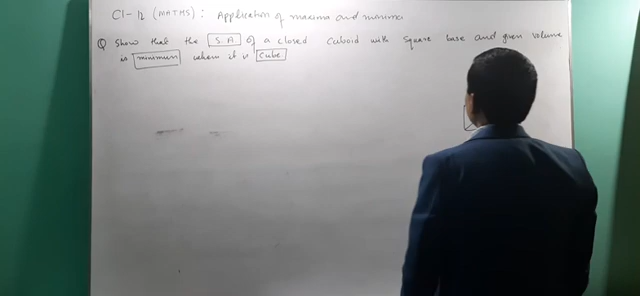 Cl-12 (MATHS) : Application of maxima and minima
Q Show that the S.A of a closed Cuboid with square base and given volume
is minimum when it is cube